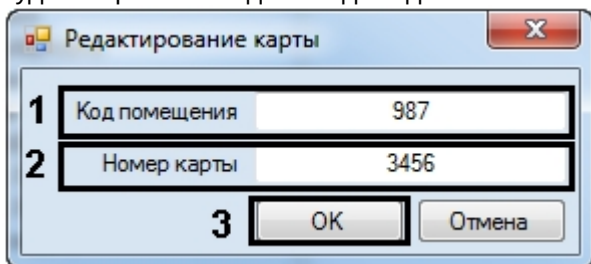 Редактирование карты
1 Код помещения 987
2 Номер карты 3456
3 OK Отмена